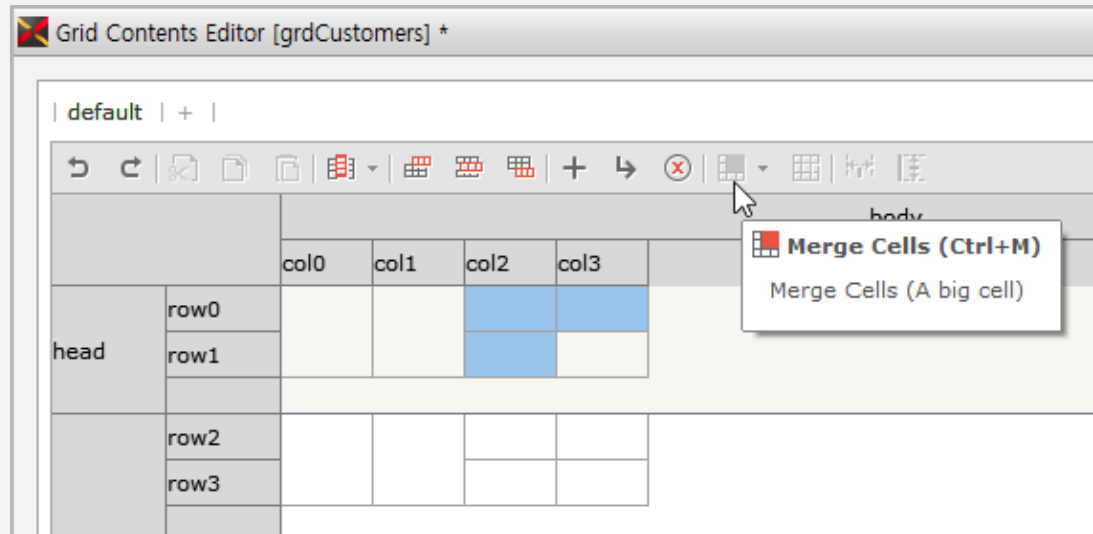 Grid Contents Editor [grdCustomers] *
| default | + |
body
Merge Cells (Ctrl+M)
col0 col1 col2 col3
Merge Cells (A big cell)
row0
head
row1
row2
row3